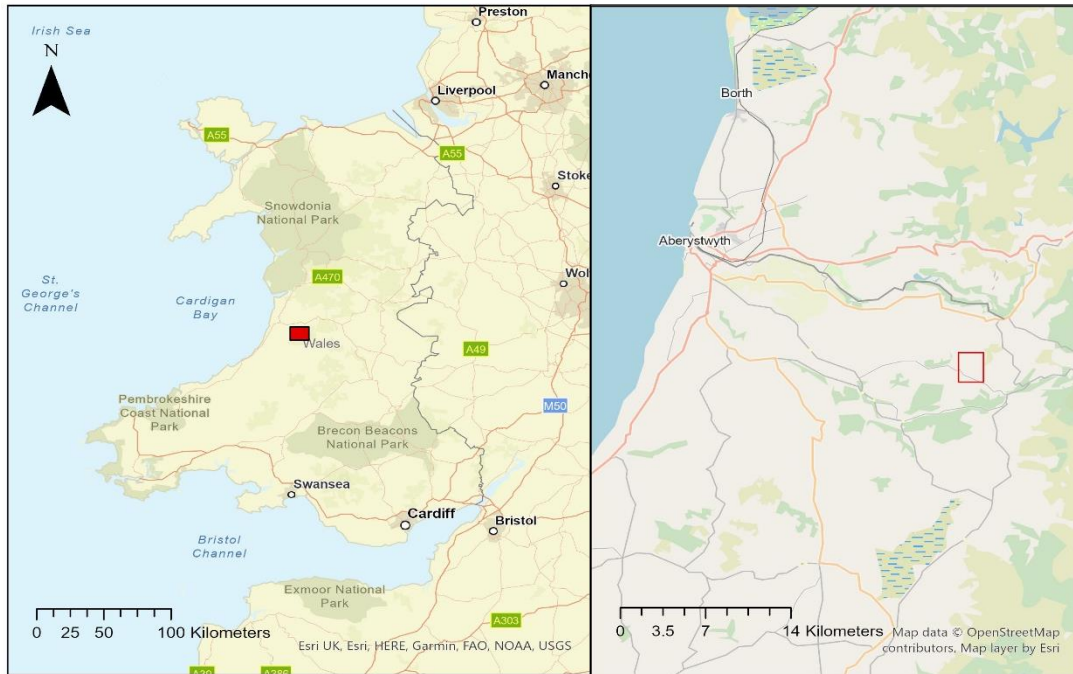 Irish Sea
Preston
N
Manch
Liverpool
A55
A55
Stoke
Snowdonia
National Park
A470
Wol
St.
George's
Channel
Cardigan
Bay
Wales
A49
Pembrokeshire
Coast National
Park
M50
Brecon Beacons
National Park
Swansea
Cardiff
Bristol
Bristol
Channel
Exmoor National
Park
A303
0 25 50 100 Kilometers
Esri UK, Esri, HERE, Garmin, FAO, NOAA, USGS
A30
A386
Borth
Aberystwyth
0 3.5 7 14 Kilometers
Map data © OpenStreetMap
contributors, Map layer by Esri